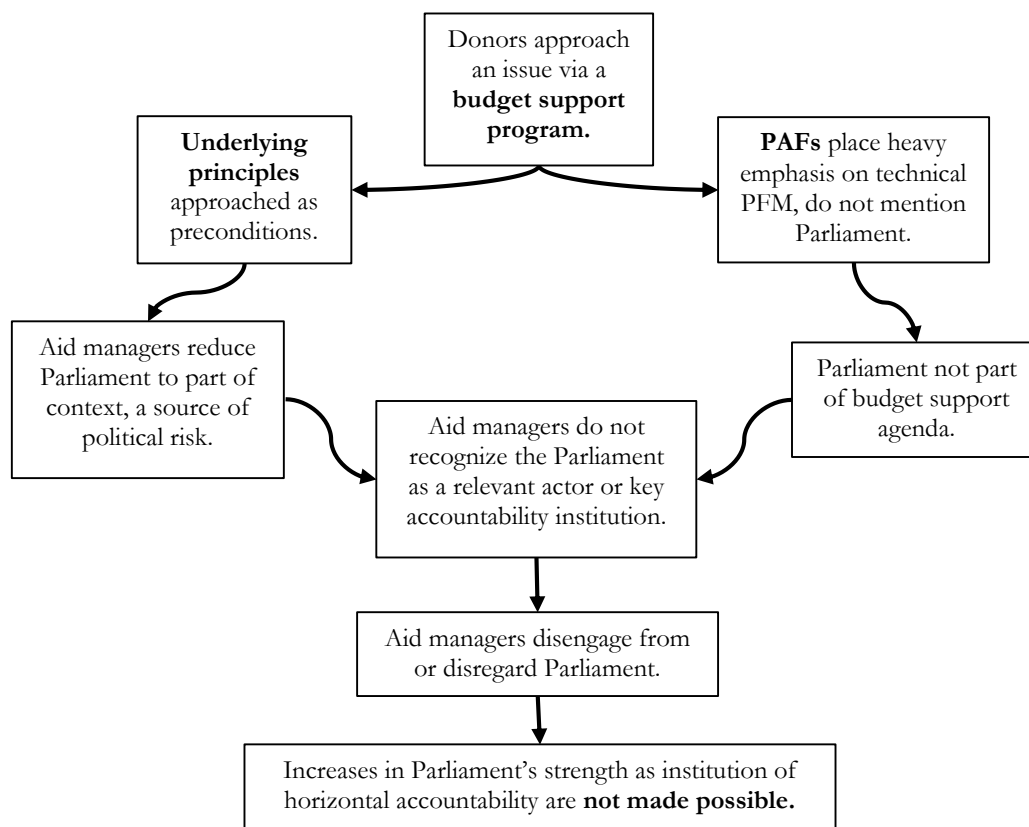 Donors approach
an issue via a
budget support
program.
Underlying
principles
approached as
preconditions.
PAFs place heavy
emphasis on technical
PFM, do not mention
Parliament.
Aid managers reduce
Parliament to part of
context, a source of
political risk.
Parliament not part
of budget support
agenda.
Aid managers do not
recognize the Parliament
as a relevant actor or key
accountability institution.
Aid managers disengage from
or disregard Parliament.
Increases in Parliament’s strength as institution of
horizontal accountability are not made possible.